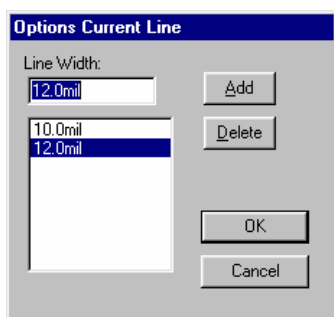 Options Current Line
Line Width:
12.0mil
Add
10.0mil
12.0mil
Delete
OK
Cancel